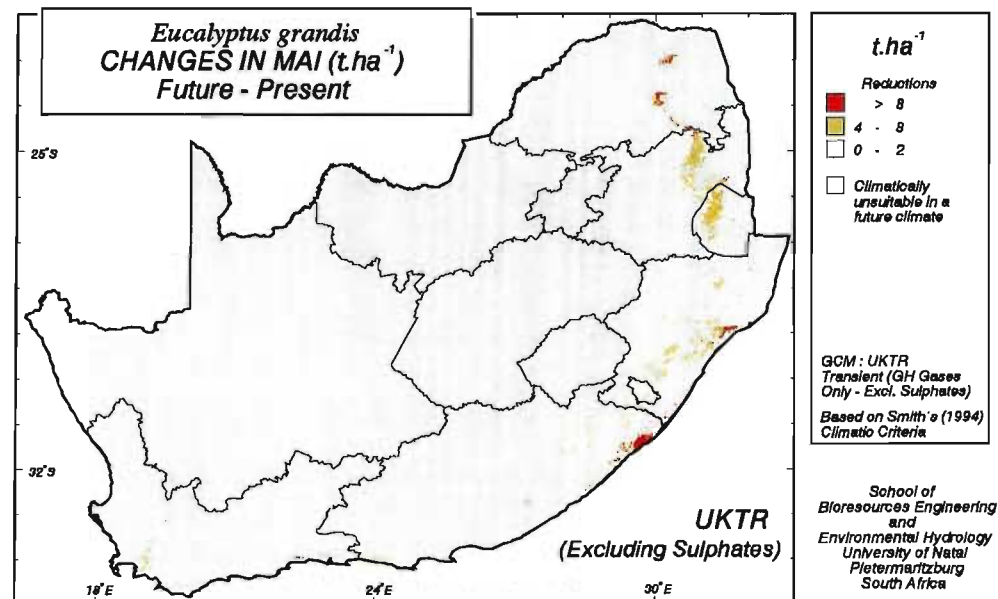 Eucalyptus grandis
CHANGES IN MAI (t.ha⁻¹)
Future - Present
t.ha⁻¹
Reductions
> 8
4 - 8
0 - 2
Climatically
unsuitable in a
future climate
GCM : UKTR
Transient (GH Gases
Only - Excl. Sulphates)
Based on Smith's (1994)
Climatic Criteria
25°S
32°S
UKTR
(Excluding Sulphates)
18°E
24°E
30°E
School of
Bioresources Engineering
and
Environmental Hydrology
University of Natal
Pietermaritzburg
South Africa